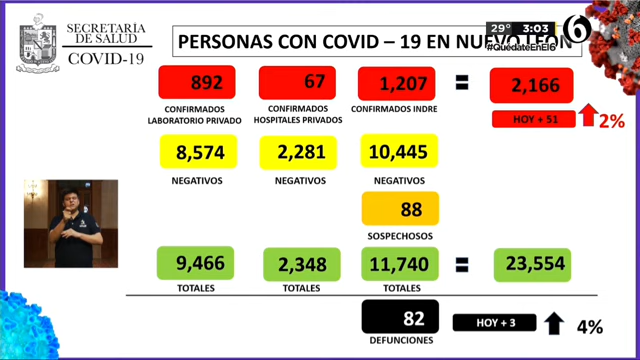 SECRETARÍA
DE SALUD
COVID-19
PERSONAS CON COVID – 19 EN NUEVO LEÓN
29° 3:03 6
#QuédateEnEl6
892 67 1,207 = 2,166
CONFIRMADOS LABORATORIO PRIVADO
CONFIRMADOS HOSPITALES PRIVADOS
CONFIRMADOS INDRE
HOY + 51 2%
8,574 2,281 10,445
NEGATIVOS NEGATIVOS NEGATIVOS
88
SOSPECHOSOS
9,466 2,348 11,740 = 23,554
TOTALES TOTALES TOTALES
82 HOY + 3 4%
DEFUNCIONES